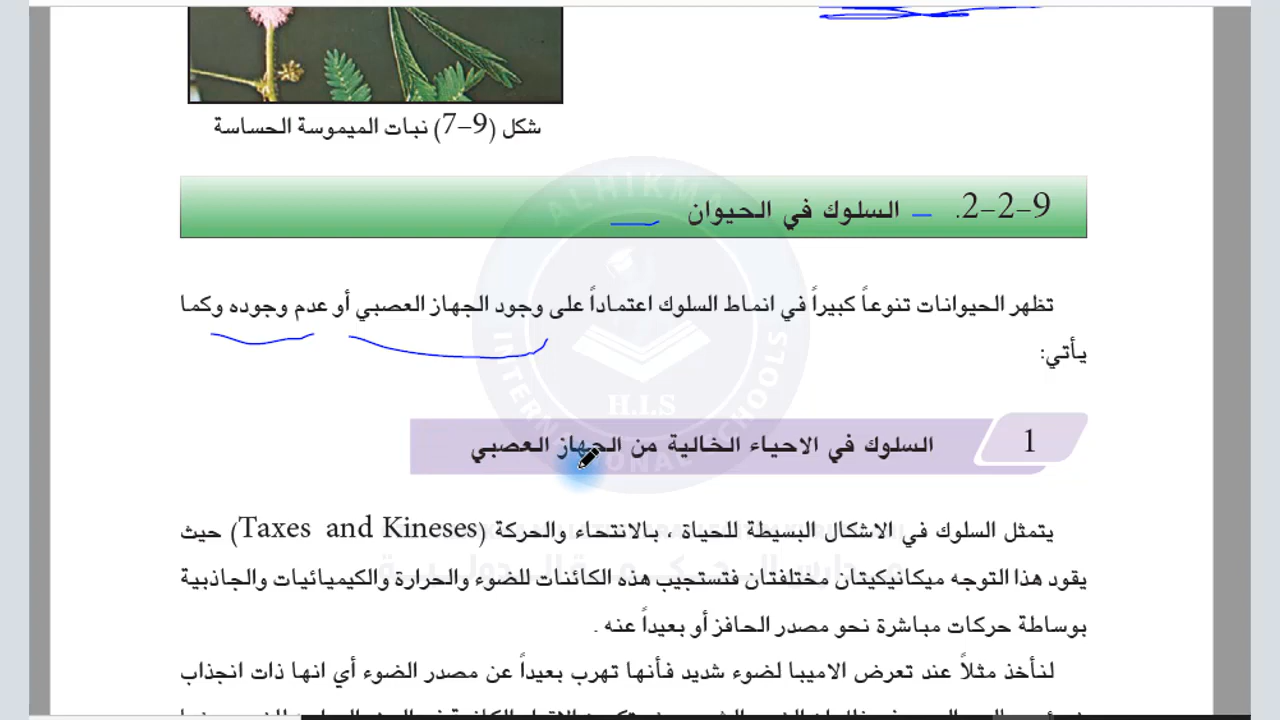 شكل (9-7) نبات الميموسة الحساسة
9-2-2. السلوك في الحيوان
ALHIKMA
تظهر الحيوانات تنوعاً كبيراً في انماط السلوك اعتماداً على وجود الجهاز العصبي أو عدم وجوده وكما
يأتي:
H.I.S
INTERNATIONAL SCHOOLS
1 السلوك في الاحياء الخالية من الجهاز العصبي
يتمثل السلوك في الاشكال البسيطة للحياة ، بالانتحاء والحركة (Taxes and Kineses) حيث
يقود هذا التوجه ميكانيكيتان مختلفتان فتستجيب هذه الكائنات للضوء والحرارة والكيميائيات والجاذبية
بوساطة حركات مباشرة نحو مصدر الحافز أو بعيداً عنه .
لنأخذ مثلاً عند تعرض الاميبا لضوء شديد فأنها تهرب بعيداً عن مصدر الضوء أي انها ذات انجذاب